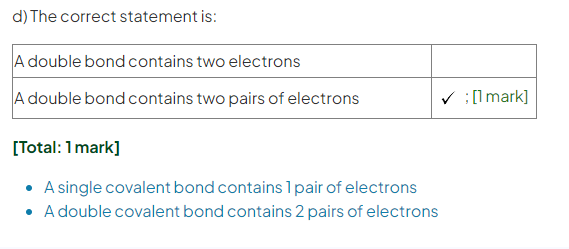 d) The correct statement is:
A double bond contains two electrons
A double bond contains two pairs of electrons ✓ ; [1 mark]
[Total: 1 mark]
• A single covalent bond contains 1 pair of electrons
• A double covalent bond contains 2 pairs of electrons